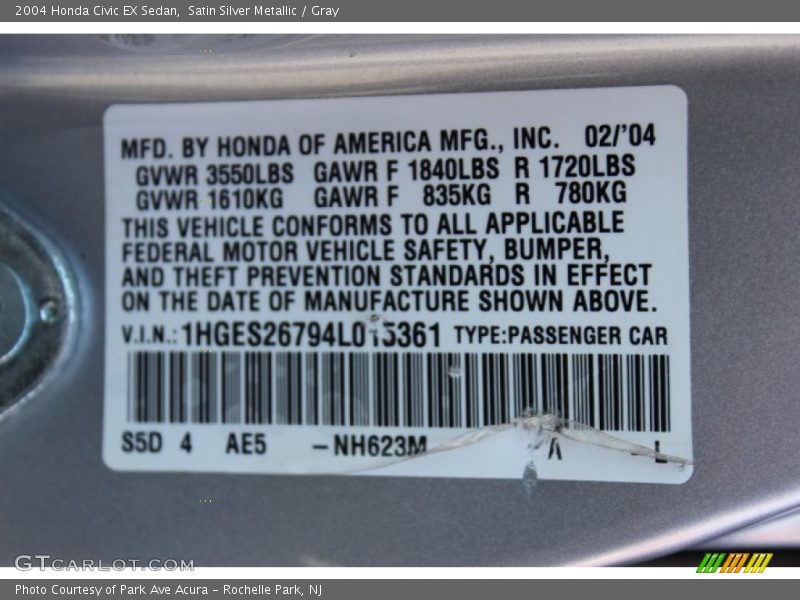 2004 Honda Civic EX Sedan, Satin Silver Metallic / Gray
MFD. BY HONDA OF AMERICA MFG., INC. 02/'04
GVWR 3550LBS GAWR F 1840LBS R 1720LBS
GVWR 1610KG GAWR F 835KG R 780KG
THIS VEHICLE CONFORMS TO ALL APPLICABLE
FEDERAL MOTOR VEHICLE SAFETY, BUMPER,
AND THEFT PREVENTION STANDARDS IN EFFECT
ON THE DATE OF MANUFACTURE SHOWN ABOVE.
V.I.N.: 1HGES26794L015361 TYPE:PASSENGER CAR
S5D 4 AE5 –NH623M A L
GTCARLOT.COM
Photo Courtesy of Park Ave Acura – Rochelle Park, NJ